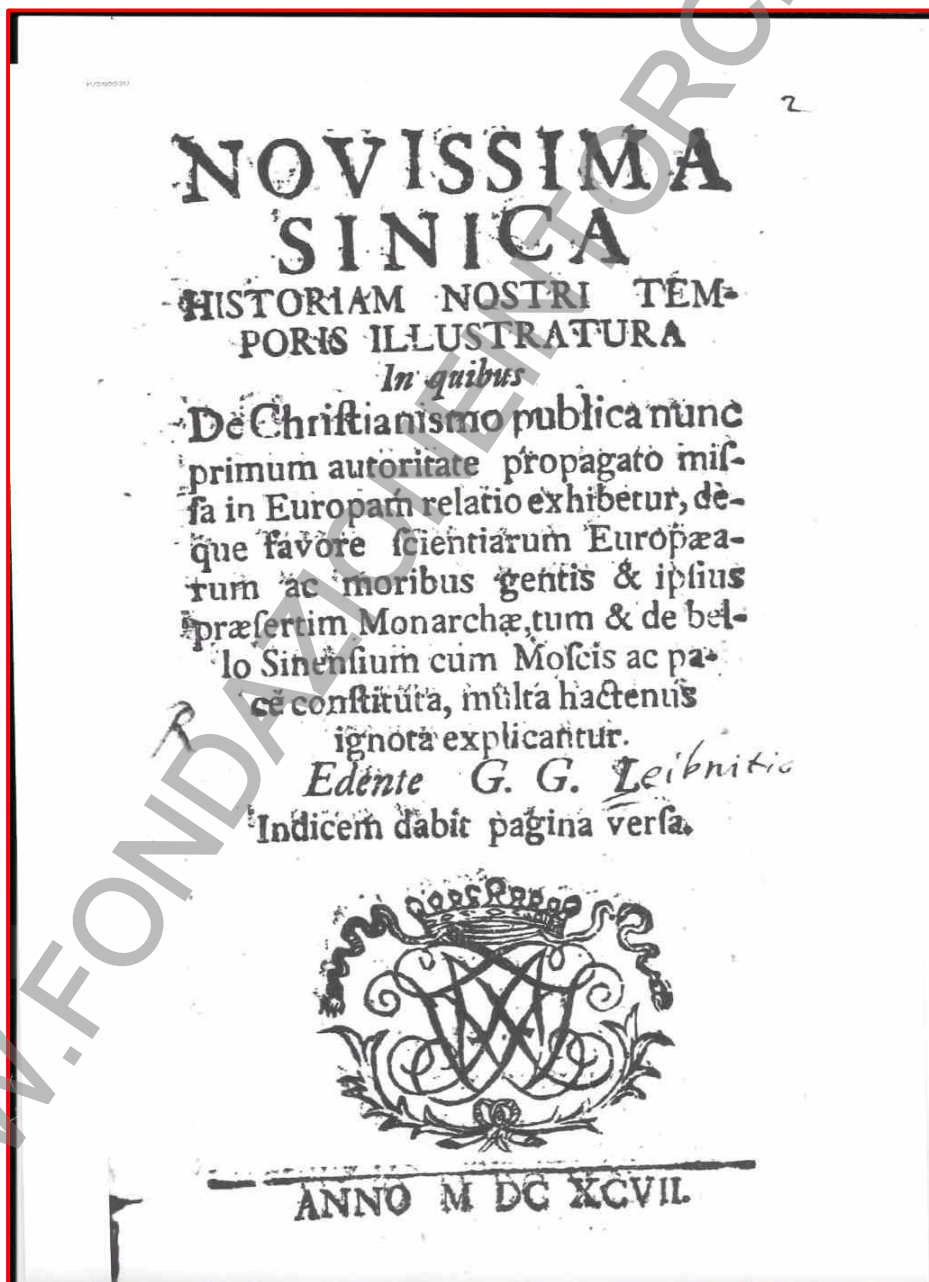 2
NOVISSIMA
SINICA
HISTORIAM NOSTRI TEM-
PORIS ILLUSTRATURA
In quibus
De Chriſtianismo publica nunc
primum autoritate propagato miſ-
ſa in Europam relatio exhibetur, dè-
que favore ſcientiarum Europæa-
rum ac moribus gentis & ipſius
præſertim Monarchæ, tum & de bel-
lo Sinenſium cum Moſcis ac pa-
ce conſtituta, multa hactenus
R
ignota explicantur.
Edente G. G. Leibnitio
Indicem dabit pagina verſa.
ANNO M DC XCVII.
W.FONDAZIONEINTORC